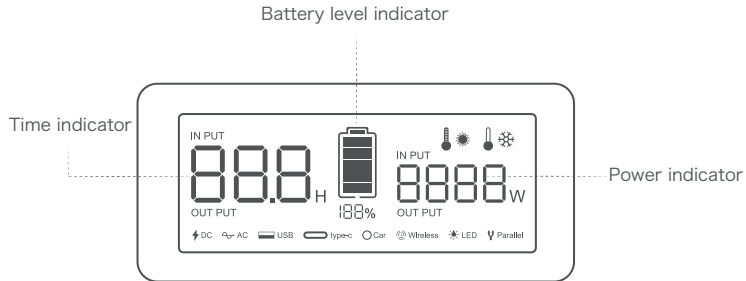 Battery level indicator
Time indicator
Power indicator
IN PUT
88.8 H
OUT PUT
188%
IN PUT
8888 W
OUT PUT
DC AC USB type-c Car WIreless LED Parallel